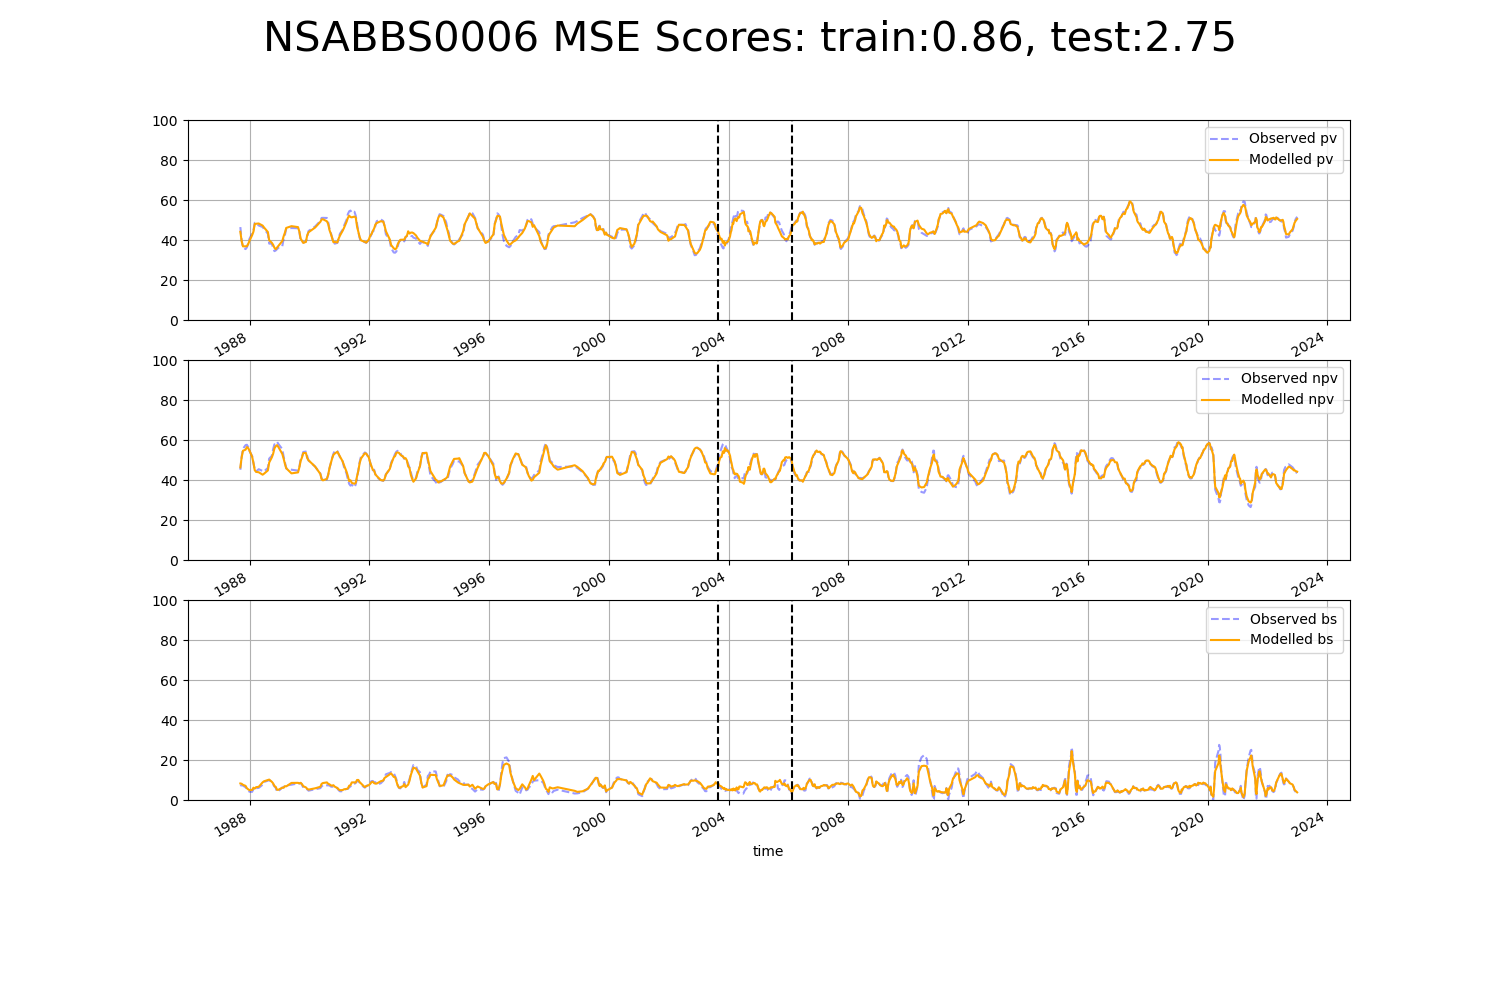 NSABBS0006 MSE Scores: train:0.86, test:2.75
100
80
60
40
20
0
Observed pv
Modelled pv
1988 1992 1996 2000 2004 2008 2012 2016 2020 2024
100
80
60
40
20
0
Observed npv
Modelled npv
1988 1992 1996 2000 2004 2008 2012 2016 2020 2024
100
80
60
40
20
0
Observed bs
Modelled bs
1988 1992 1996 2000 2004 2008 2012 2016 2020 2024
time